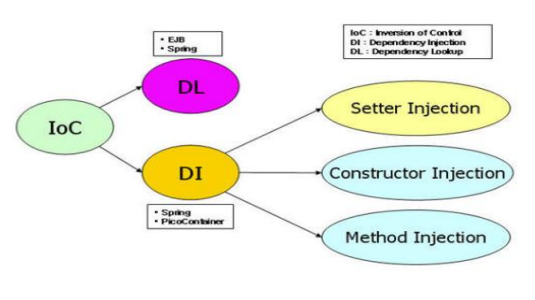 • EJB
• Spring
IoC : Inversion of Control
DI : Dependency Injection
DL : Dependency Lookup
DL
Setter Injection
IoC
DI
Constructor Injection
• Spring
• PicoContainer
Method Injection